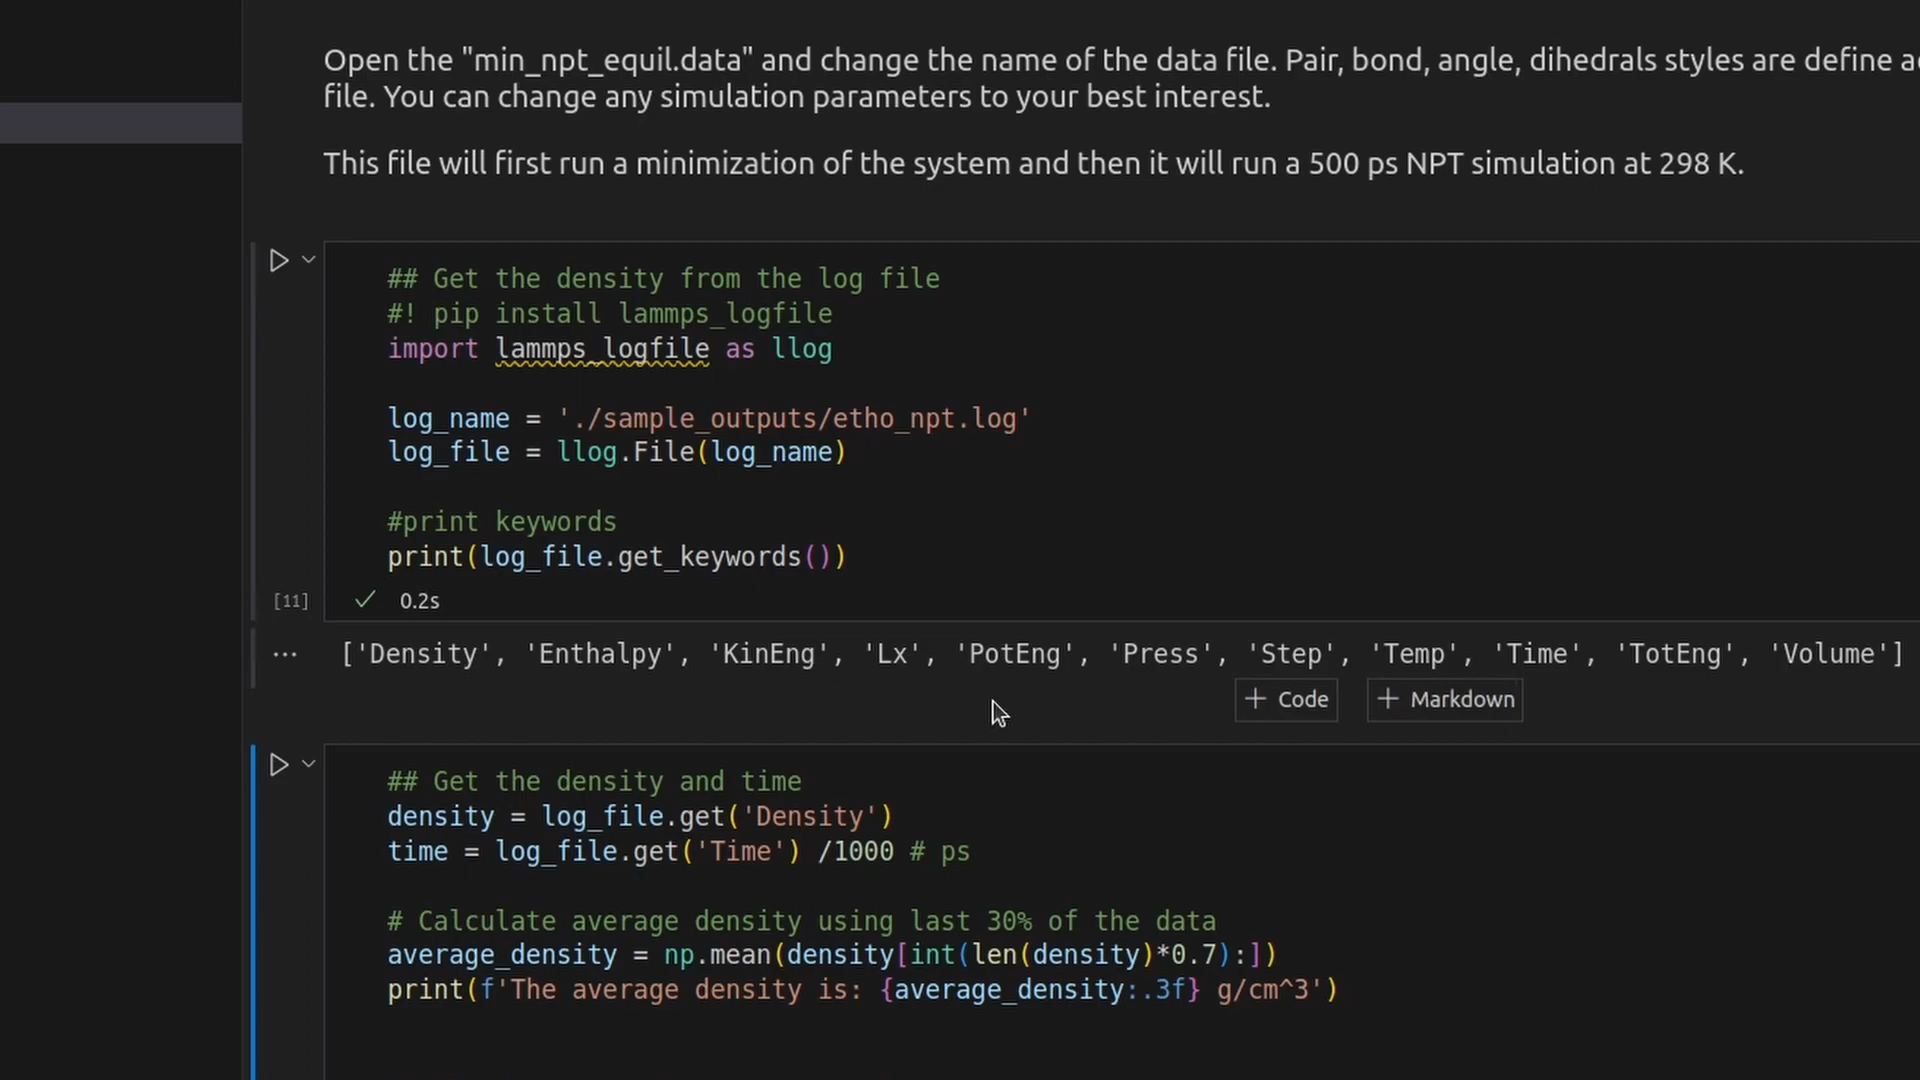 Open the "min_npt_equil.data" and change the name of the data file. Pair, bond, angle, dihedrals styles are define
file. You can change any simulation parameters to your best interest.
This file will first run a minimization of the system and then it will run a 500 ps NPT simulation at 298 K.
## Get the density from the log file
#! pip install lammps_logfile
import lammps_logfile as llog
log_name = './sample_outputs/etho_npt.log'
log_file = llog.File(log_name)
#print keywords
print(log_file.get_keywords())
[11] 0.2s
['Density', 'Enthalpy', 'KinEng', 'Lx', 'PotEng', 'Press', 'Step', 'Temp', 'Time', 'TotEng', 'Volume']
+ Code + Markdown
## Get the density and time
density = log_file.get('Density')
time = log_file.get('Time') /1000 # ps
# Calculate average density using last 30% of the data
average_density = np.mean(density[int(len(density)*0.7):])
print(f'The average density is: {average_density:.3f} g/cm^3')